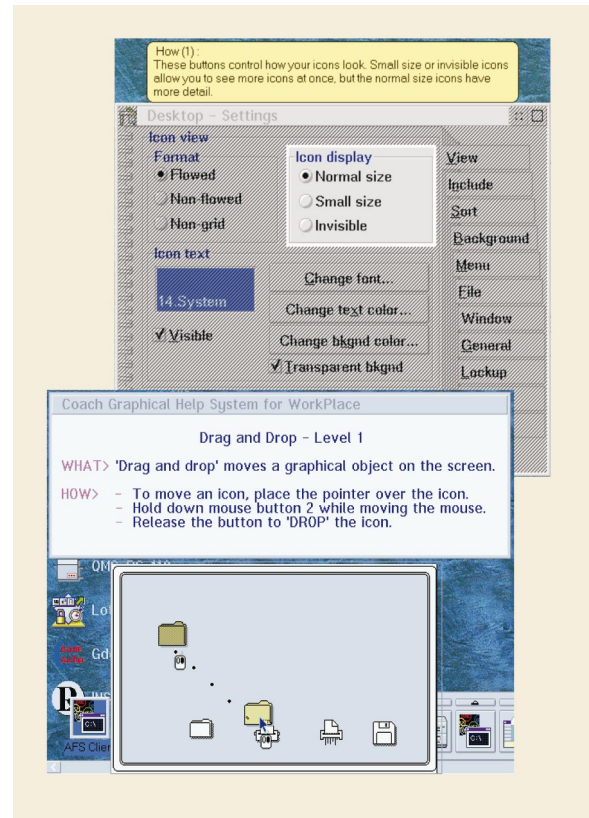 How (1) :
These buttons control how your icons look. Small size or invisible icons
allow you to see more icons at once, but the normal size icons have
more detail.
Desktop - Settings
Icon view
Format
Flowed
Non-flowed
Non-grid
Icon display
Normal size
Small size
Invisible
Icon text
14.System
Visible
Change font...
Change text color...
Change bkgnd color...
Transparent bkgnd
View
Include
Sort
Background
Menu
File
Window
General
Lockup
Coach Graphical Help System for WorkPlace
Drag and Drop - Level 1
WHAT> 'Drag and drop' moves a graphical object on the screen.
HOW> - To move an icon, place the pointer over the icon.
- Hold down mouse button 2 while moving the mouse.
- Release the button to 'DROP' the icon.
C:\
AFS Clien
C:\